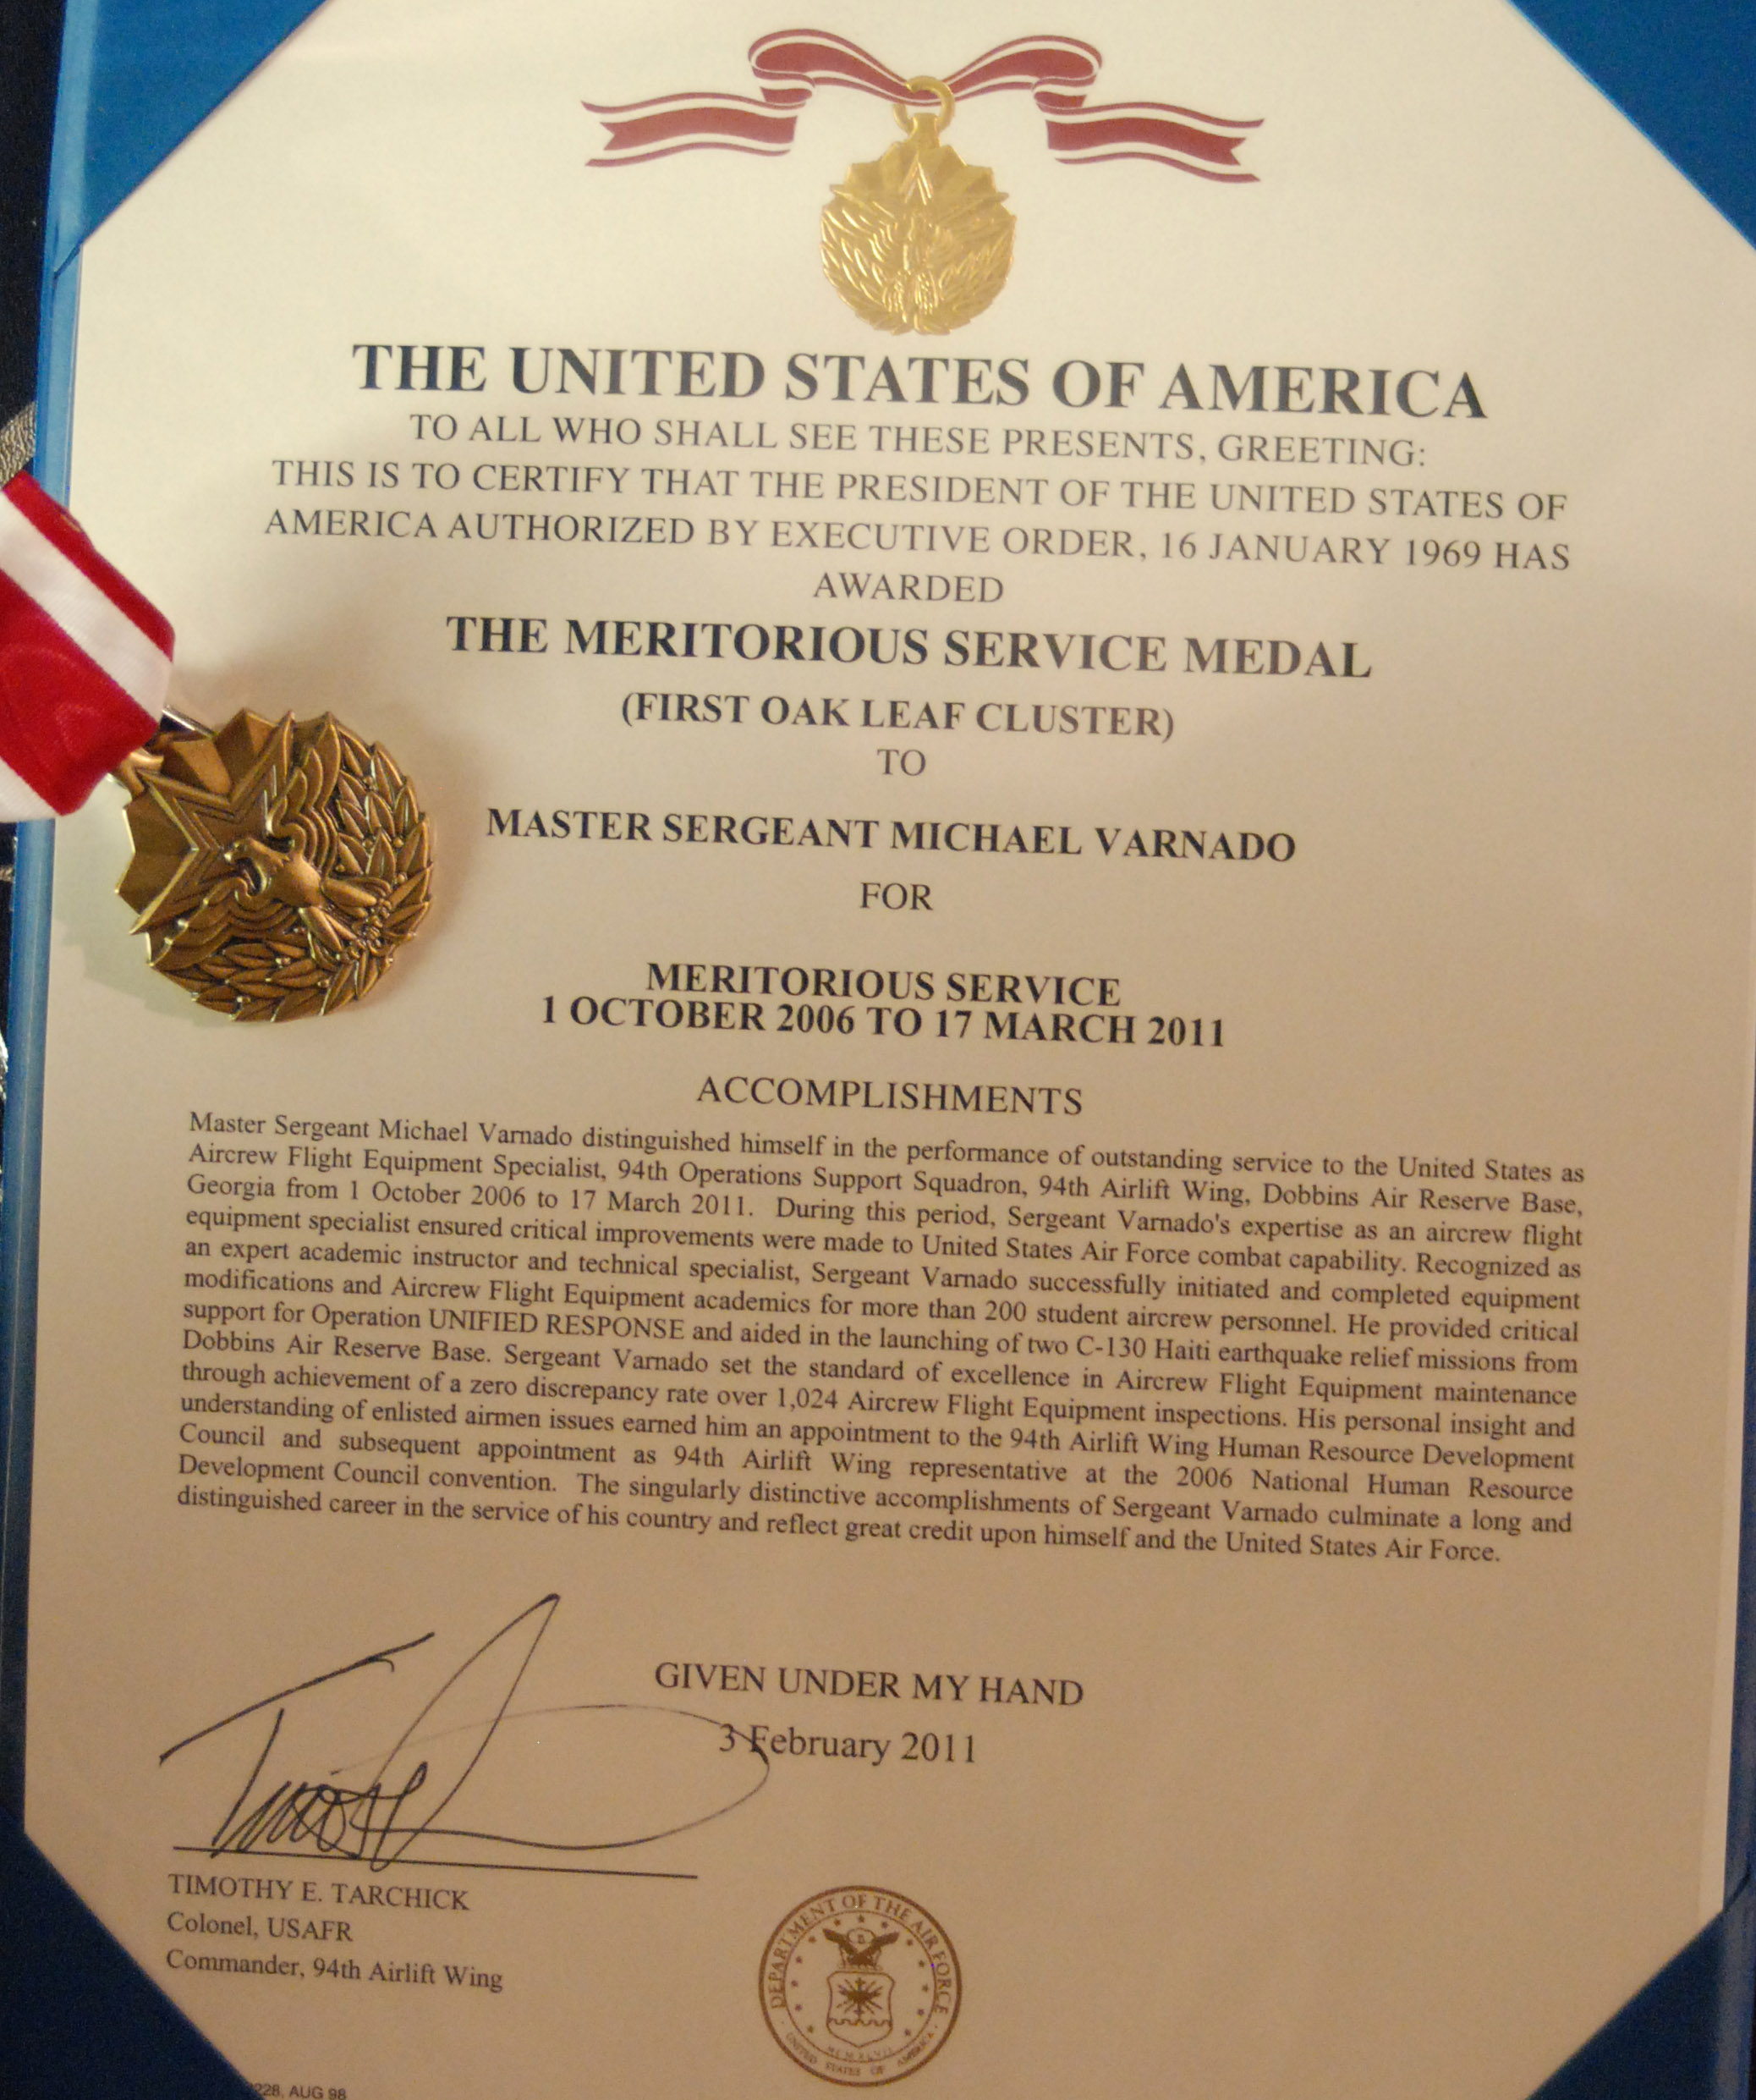 THE UNITED STATES OF AMERICA
TO ALL WHO SHALL SEE THESE PRESENTS, GREETING:
THIS IS TO CERTIFY THAT THE PRESIDENT OF THE UNITED STATES OF
AMERICA AUTHORIZED BY EXECUTIVE ORDER, 16 JANUARY 1969 HAS
AWARDED
THE MERITORIOUS SERVICE MEDAL
(FIRST OAK LEAF CLUSTER)
TO
MASTER SERGEANT MICHAEL VARNADO
FOR
MERITORIOUS SERVICE
1 OCTOBER 2006 TO 17 MARCH 2011
ACCOMPLISHMENTS
Master Sergeant Michael Varnado distinguished himself in the performance of outstanding service to the United States as
Aircrew Flight Equipment Specialist, 94th Operations Support Squadron, 94th Airlift Wing, Dobbins Air Reserve Base,
Georgia from 1 October 2006 to 17 March 2011. During this period, Sergeant Varnado's expertise as an aircrew flight
equipment specialist ensured critical improvements were made to United States Air Force combat capability. Recognized as
an expert academic instructor and technical specialist, Sergeant Varnado successfully initiated and completed equipment
modifications and Aircrew Flight Equipment academics for more than 200 student aircrew personnel. He provided critical
support for Operation UNIFIED RESPONSE and aided in the launching of two C-130 Haiti earthquake relief missions from
Dobbins Air Reserve Base. Sergeant Varnado set the standard of excellence in Aircrew Flight Equipment maintenance
through achievement of a zero discrepancy rate over 1,024 Aircrew Flight Equipment inspections. His personal insight and
understanding of enlisted airmen issues earned him an appointment to the 94th Airlift Wing Human Resource Development
Council and subsequent appointment as 94th Airlift Wing representative at the 2006 National Human Resource
Development Council convention. The singularly distinctive accomplishments of Sergeant Varnado culminate a long and
distinguished career in the service of his country and reflect great credit upon himself and the United States Air Force.
GIVEN UNDER MY HAND
3 February 2011
TIMOTHY E. TARCHICK
Colonel, USAFR
Commander, 94th Airlift Wing
DEPARTMENT OF THE AIR FORCE
MCMXLVII
UNITED STATES OF AMERICA
228, AUG 98